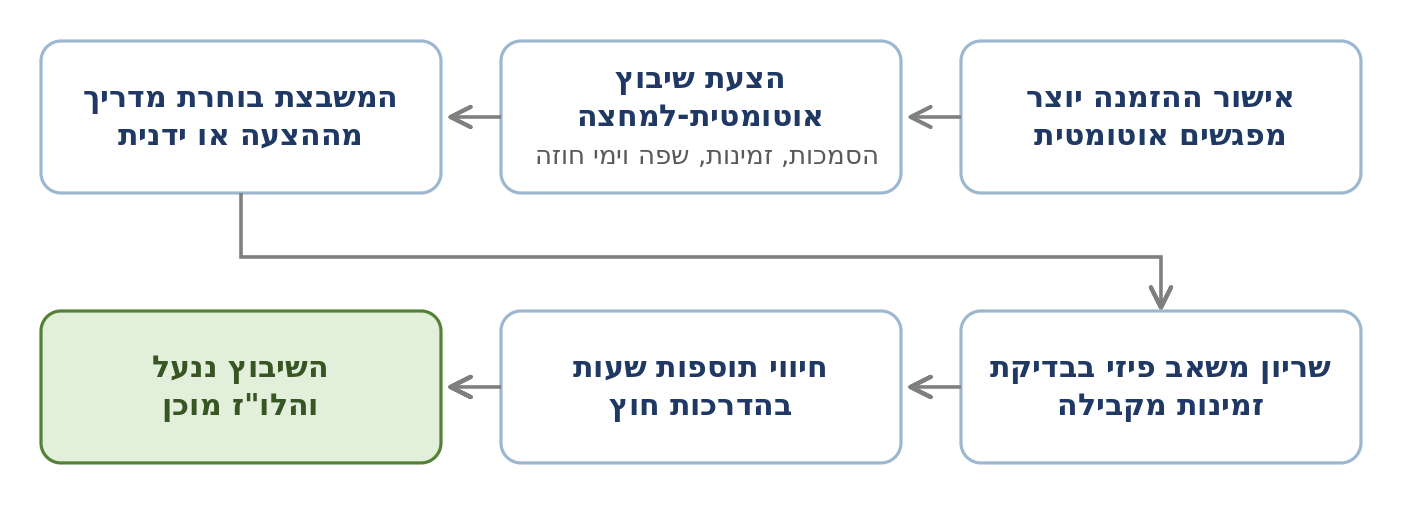 אישור ההזמנה יוצר
מפגשים אוטומטית
הצעת שיבוץ
אוטומטית-למחצה
הסמכות, זמינות, שפה וימי חוזה
המשבצת בוחרת מדריך
מההצעה או ידנית
שריון משאב פיזי בבדיקת
זמינות מקבילה
חיווי תוספות שעות
בהדרכות חוץ
השיבוץ ננעל
והלו"ז מוכן